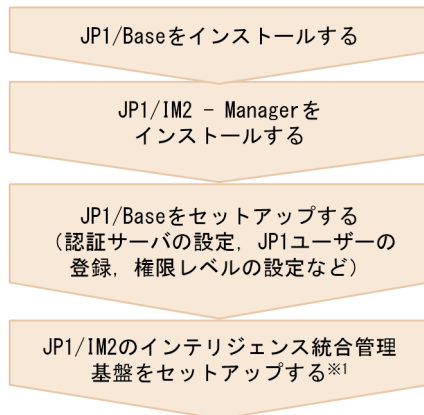 JP1/Baseをインストールする
JP1/IM2 - Managerを
インストールする
JP1/Baseをセットアップする
（認証サーバの設定，JP1ユーザーの
登録，権限レベルの設定など）
JP1/IM2のインテリジェンス統合管理
基盤をセットアップする※1